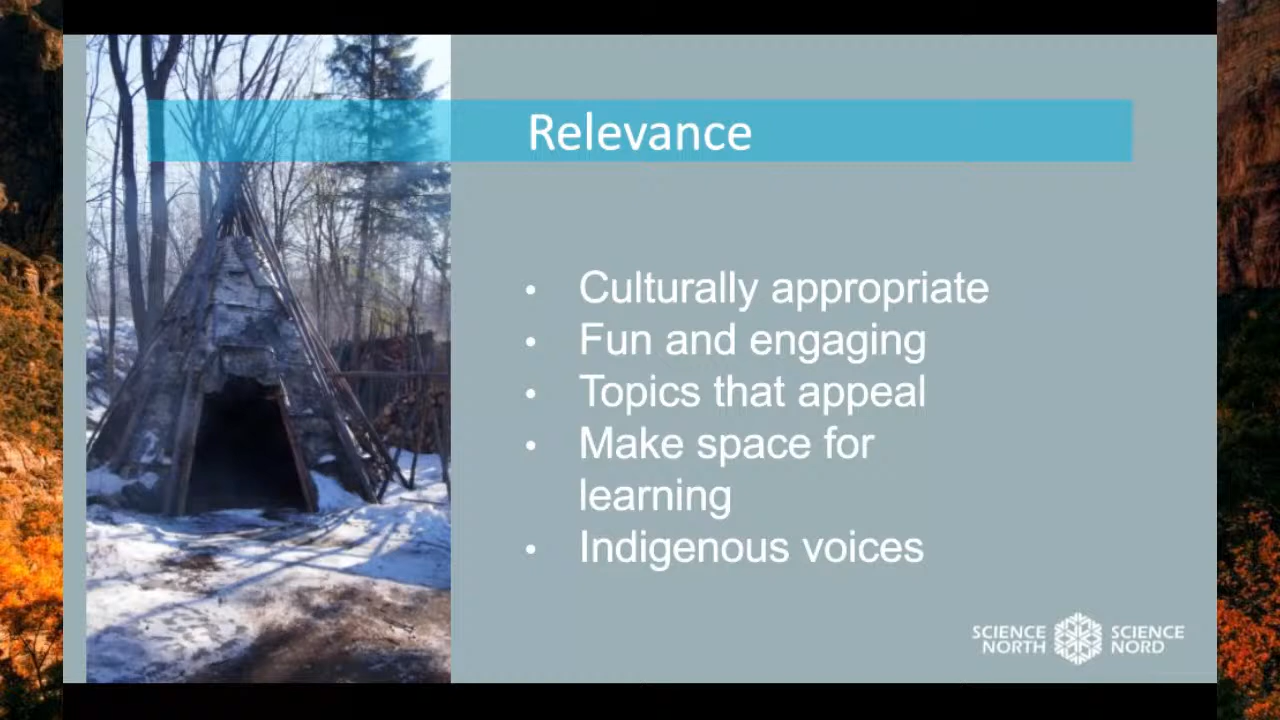 Relevance
• Culturally appropriate
• Fun and engaging
• Topics that appeal
• Make space for
learning
• Indigenous voices
SCIENCE NORTH SCIENCE NORD